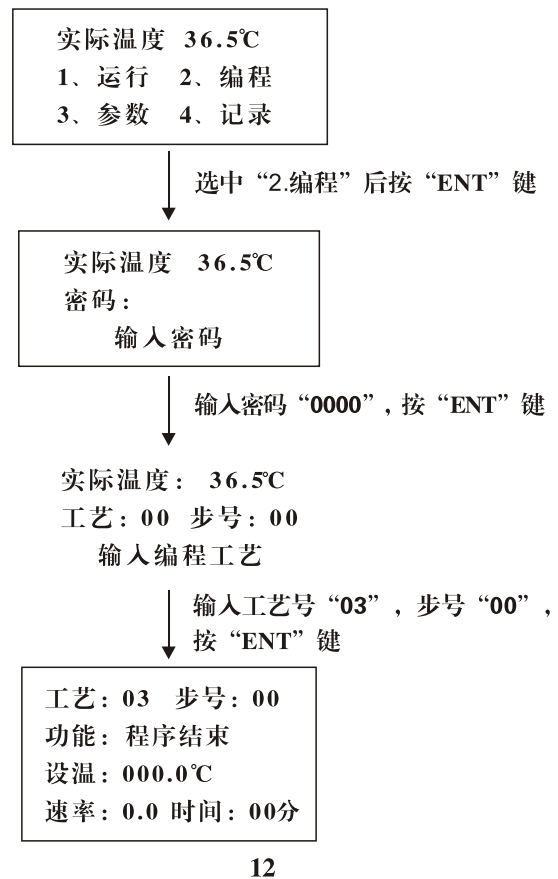 实际温度 36.5℃
1、运行 2、编程
3、参数 4、记录
选中“2.编程”后按“ENT”键
实际温度 36.5℃
密码：
输入密码
输入密码“0000”，按“ENT”键
实际温度： 36.5℃
工艺：00 步号：00
输入编程工艺
输入工艺号“03”，步号“00”，
按“ENT”键
工艺：03 步号：00
功能：程序结束
设温：000.0℃
速率：0.0 时间：00分
12